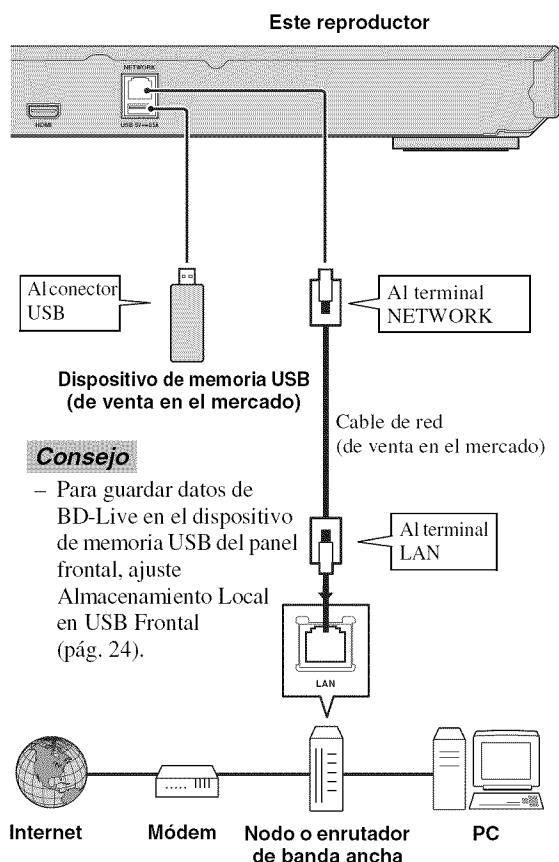 Este reproductor
NETWORK
HDMI
Al conector
USB
Al terminal
NETWORK
Dispositivo de memoria USB
(de venta en el mercado)
Cable de red
(de venta en el mercado)
Consejo
– Para guardar datos de
BD-Live en el dispositivo
de memoria USB del panel
frontal, ajuste
Almacenamiento Local
en USB Frontal
(pág. 24).
Al terminal
LAN
LAN
Internet
Módem
Nodo o enrutador
de banda ancha
PC